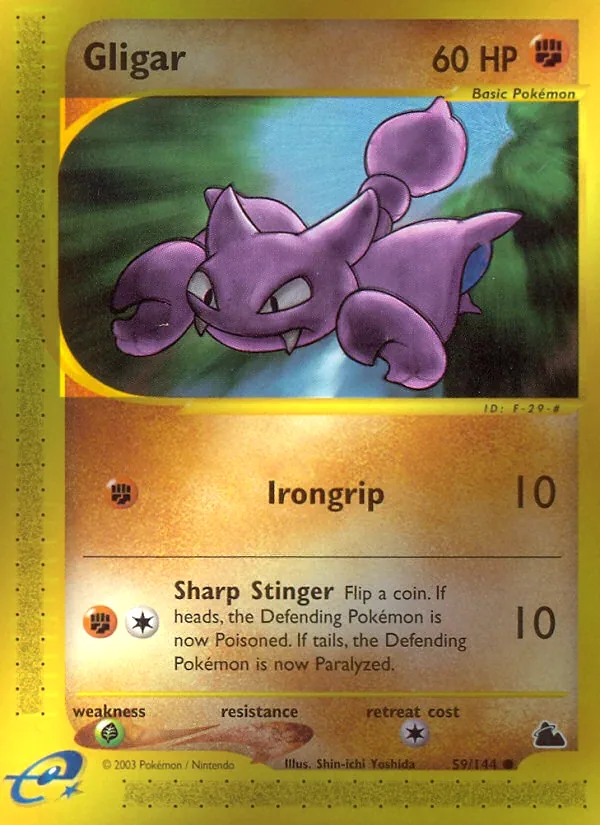 Gligar 60 HP
Basic Pokémon
ID: F-29-#
Irongrip 10
Sharp Stinger Flip a coin. If
heads, the Defending Pokémon is
now Poisoned. If tails, the Defending
Pokémon is now Paralyzed.
10
weakness resistance retreat cost
© 2003 Pokémon / Nintendo Illus. Shin-ichi Yoshida 59/144
e